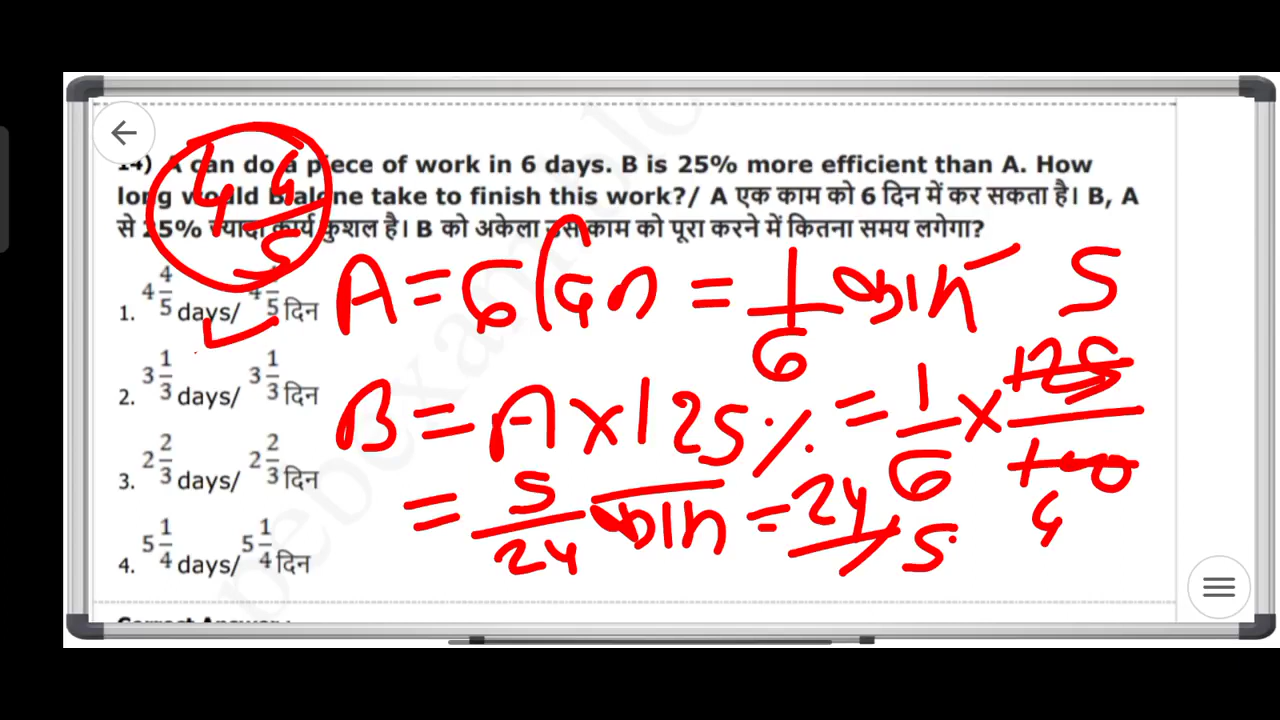 14) A can do a piece of work in 6 days. B is 25% more efficient than A. How
long would B alone take to finish this work?/ A एक काम को 6 दिन में कर सकता है। B, A
से 25% ज्यादा कार्य कुशल है। B को अकेला उस काम को पूरा करने में कितना समय लगेगा?
4 4/5
1. 4 4/5 days/ 4 4/5 दिन
A = 6 दिन = 1/6 कार्य
2. 3 1/3 days/ 3 1/3 दिन
B = A × 125% = 1/6 × 125/100
5
4
3. 2 2/3 days/ 2 2/3 दिन
= 5/24 = 24/5
4. 5 1/4 days/ 5 1/4 दिन
Correct Answer: